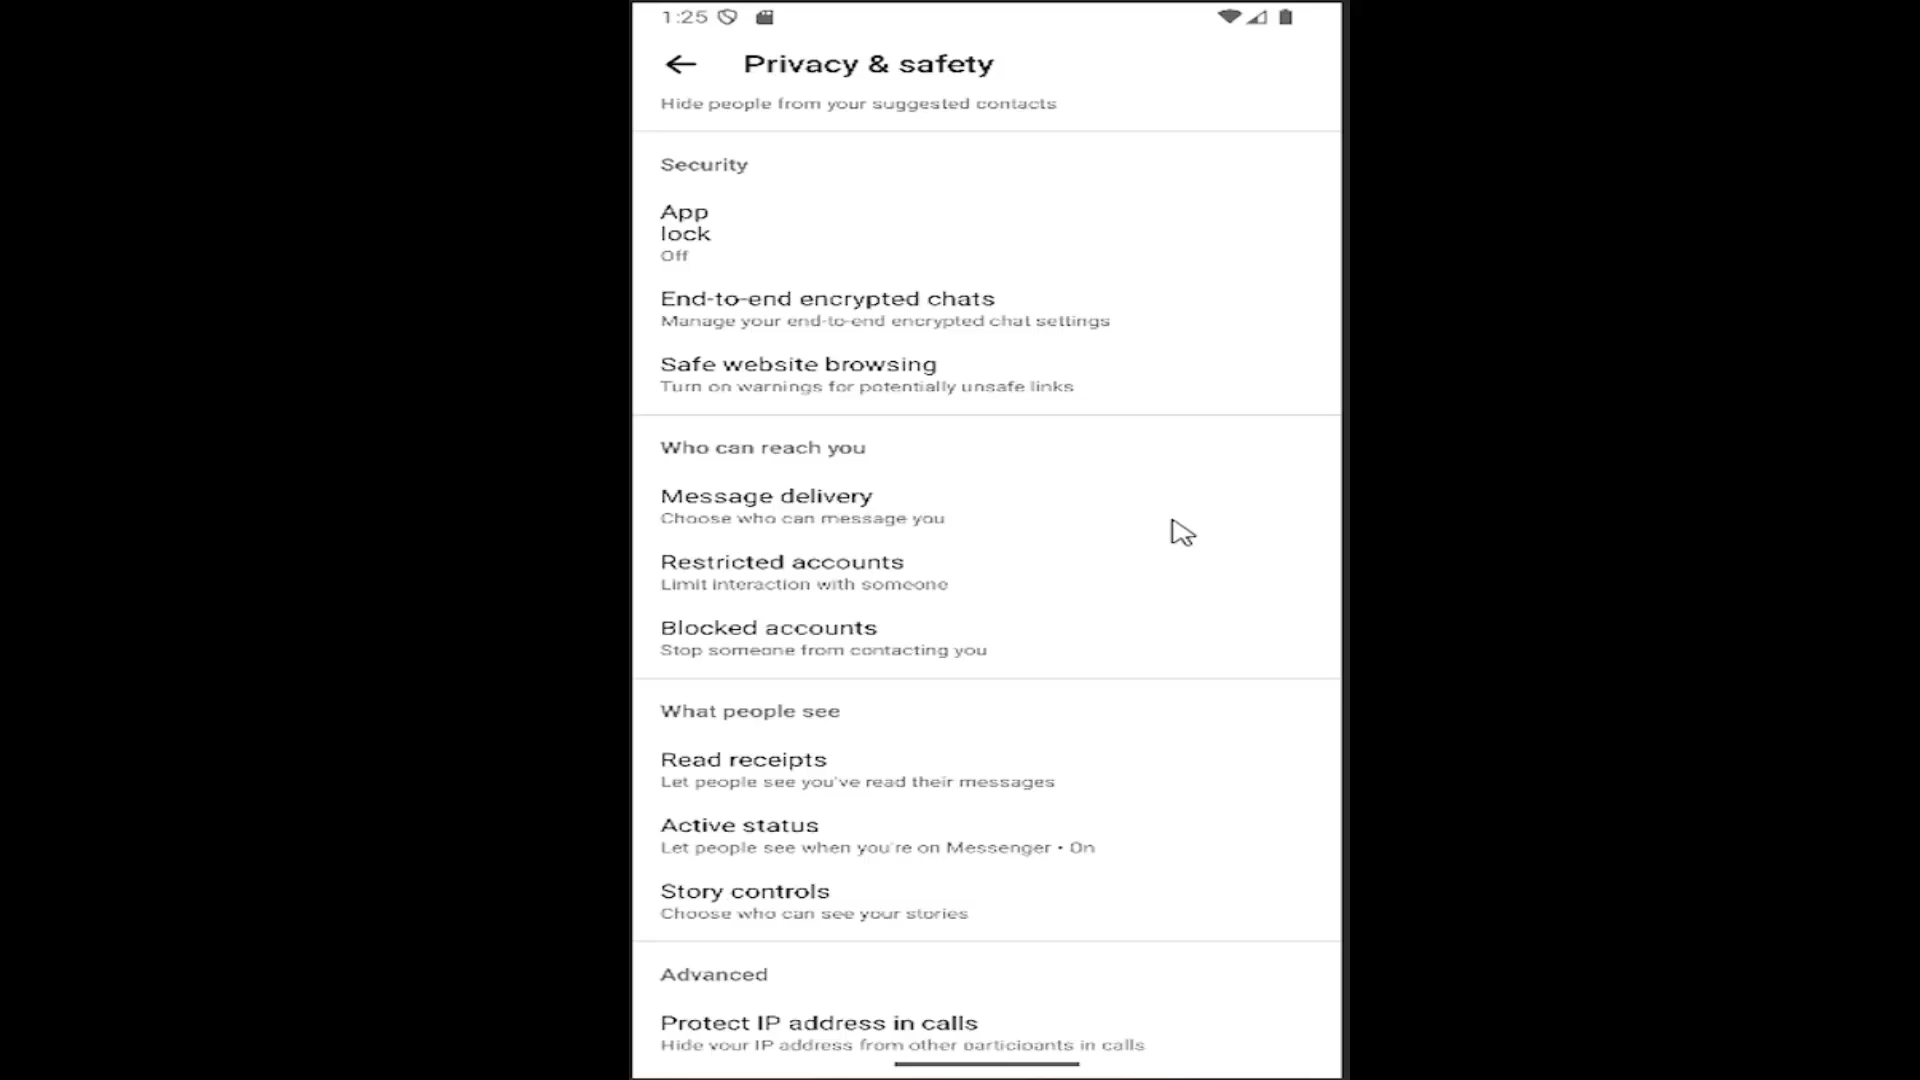 1:25
Privacy & safety
Hide people from your suggested contacts
Security
App
lock
Off
End-to-end encrypted chats
Manage your end-to-end encrypted chat settings
Safe website browsing
Turn on warnings for potentially unsafe links
Who can reach you
Message delivery
Choose who can message you
Restricted accounts
Limit interaction with someone
Blocked accounts
Stop someone from contacting you
What people see
Read receipts
Let people see you've read their messages
Active status
Let people see when you're on Messenger • On
Story controls
Choose who can see your stories
Advanced
Protect IP address in calls
Hide your IP address from other participants in calls